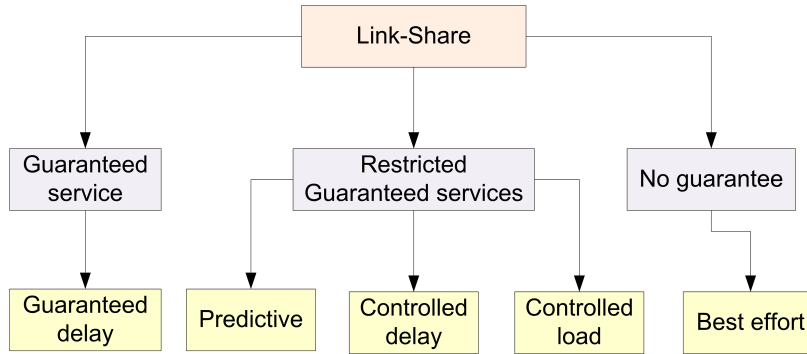 Link-Share
Guaranteed
service
Restricted
Guaranteed services
No guarantee
Guaranteed
delay
Predictive
Controlled
delay
Controlled
load
Best effort